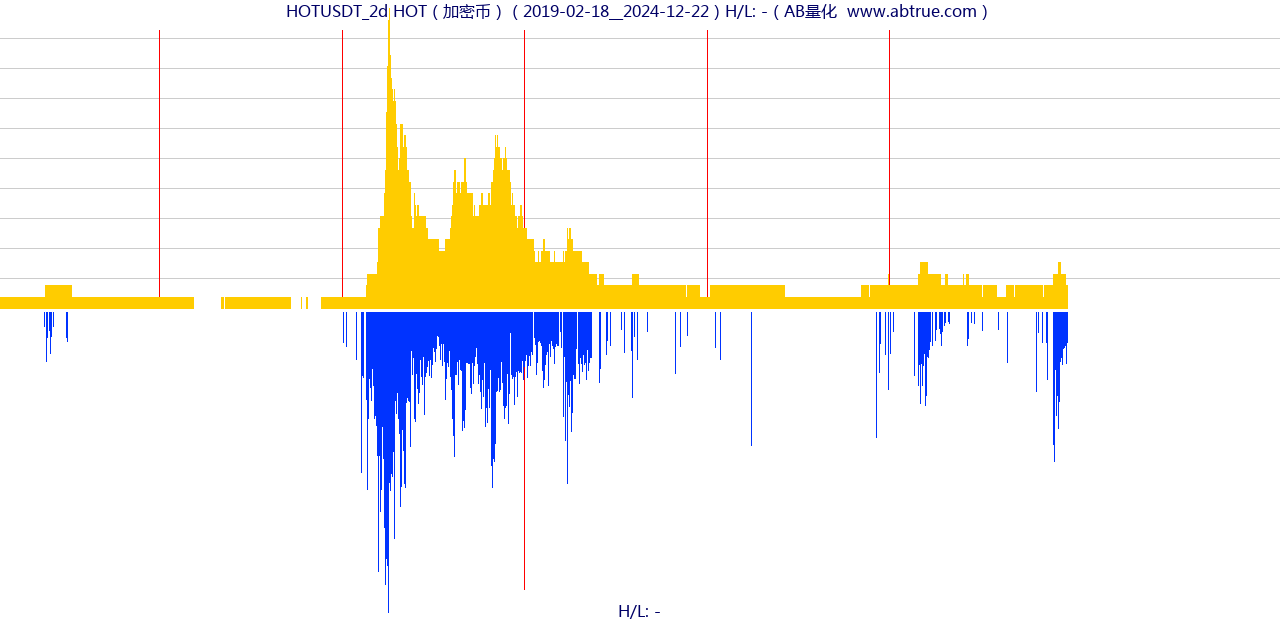 HOTUSDT_2d HOT ( 加密币 ) ( 2019-02-18__2024-12-22 ) H/L: - ( AB量化  www.abtrue.com )
H/L: -